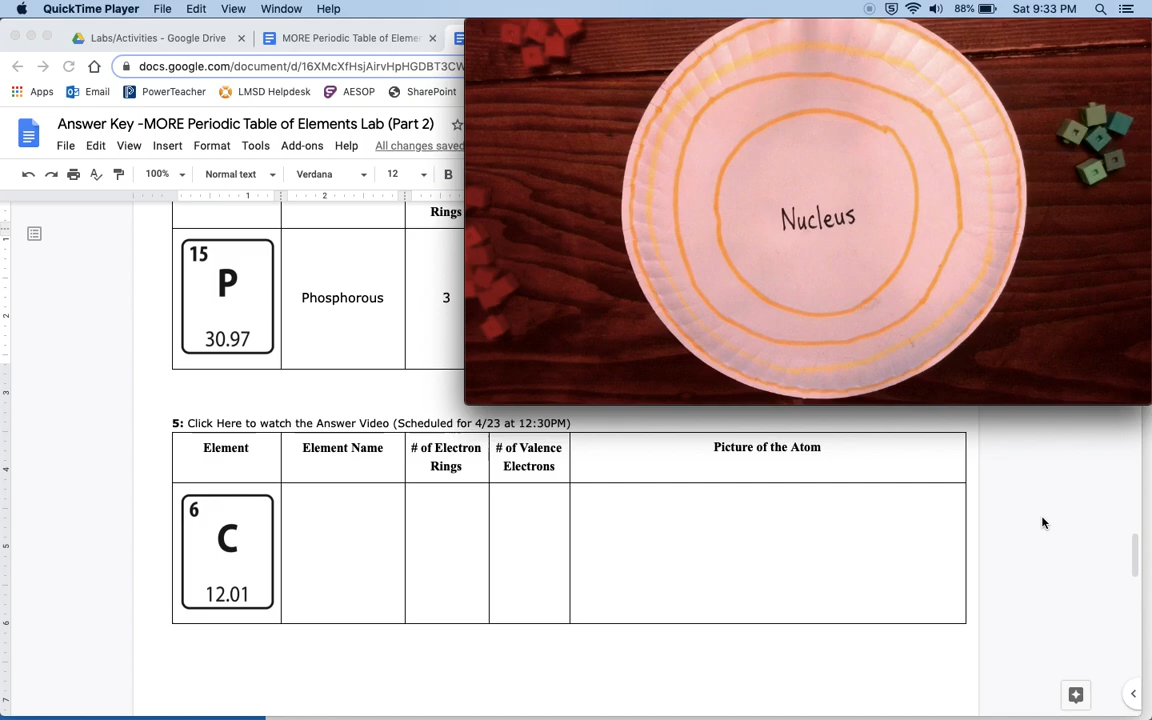 QuickTime Player File Edit View Window Help 88% Sat 9:33 PM
Labs/Activities - Google Drive MORE Periodic Table of Eleme
docs.google.com/document/d/16XMcXfHsjAirvHpHGDBT3CW
Apps Email PowerTeacher LMSD Helpdesk AESOP SharePoint
Answer Key -MORE Periodic Table of Elements Lab (Part 2)
File Edit View Insert Format Tools Add-ons Help All changes saved
100% Normal text Verdana 12 B
1 2
Rings
15
P
30.97
Phosphorous
3
Nucleus
5: Click Here to watch the Answer Video (Scheduled for 4/23 at 12:30PM)
Element Element Name # of Electron Rings # of Valence Electrons Picture of the Atom
6
C
12.01